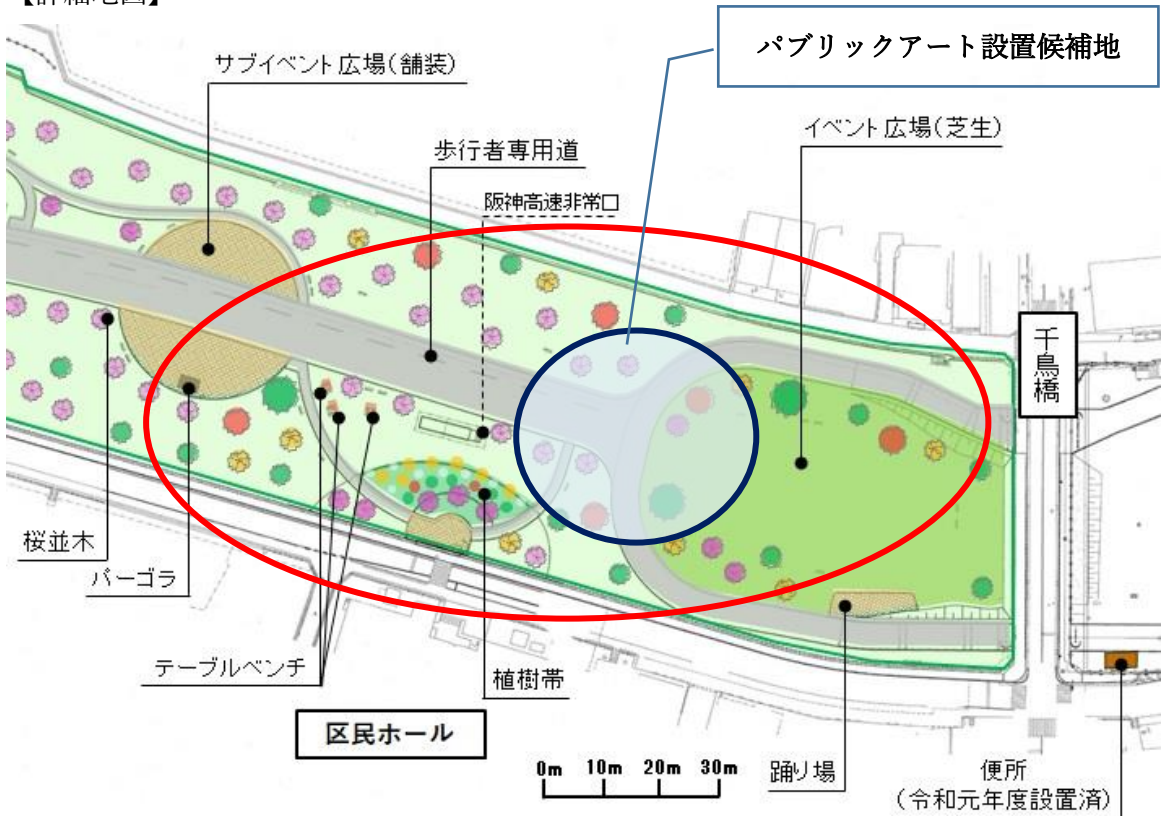 パブリックアート設置候補地
サブイベント広場(舗装)
イベント広場(芝生)
歩行者専用道
阪神高速非常口
千鳥橋
桜並木
パーゴラ
テーブルベンチ
植樹帯
区民ホール
0m 10m 20m 30m
踊り場
便所
(令和元年度設置済)